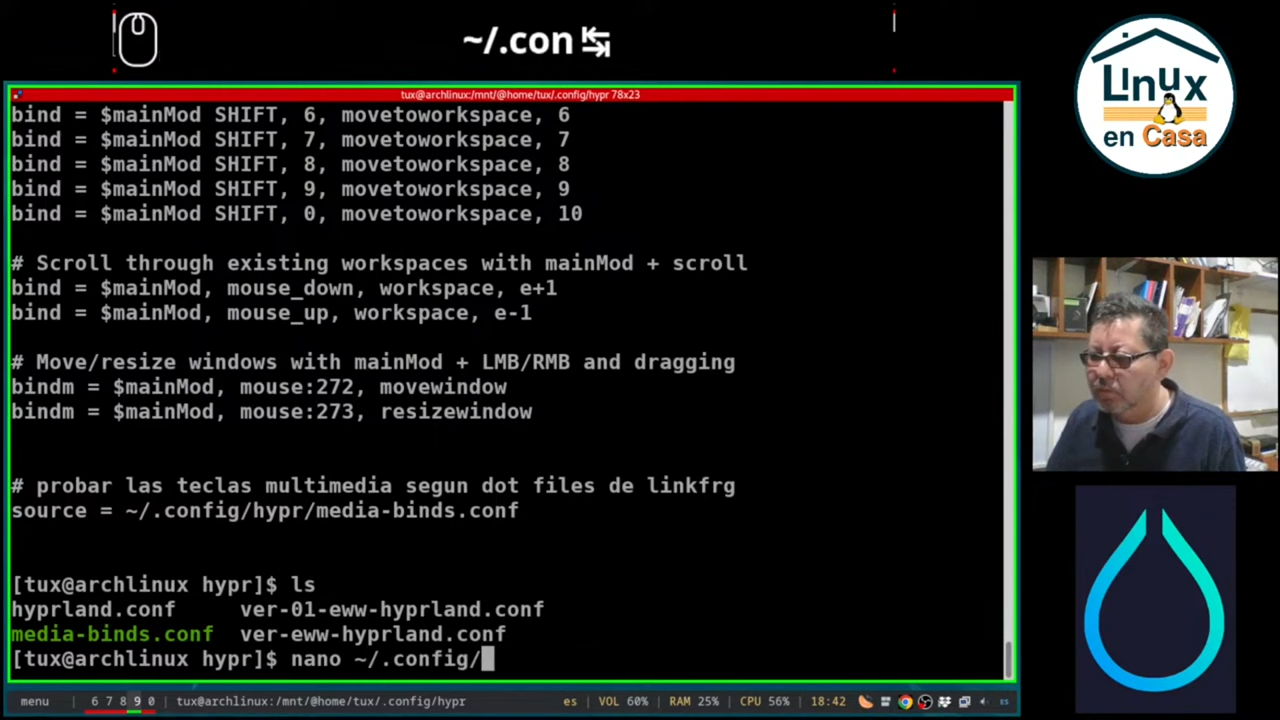 ~/.con
Linux
en Casa
tux@archlinux:/mnt/@home/tux/.config/hypr 78x23
bind = $mainMod SHIFT, 6, movetoworkspace, 6
bind = $mainMod SHIFT, 7, movetoworkspace, 7
bind = $mainMod SHIFT, 8, movetoworkspace, 8
bind = $mainMod SHIFT, 9, movetoworkspace, 9
bind = $mainMod SHIFT, 0, movetoworkspace, 10
# Scroll through existing workspaces with mainMod + scroll
bind = $mainMod, mouse_down, workspace, e+1
bind = $mainMod, mouse_up, workspace, e-1
# Move/resize windows with mainMod + LMB/RMB and dragging
bindm = $mainMod, mouse:272, movewindow
bindm = $mainMod, mouse:273, resizewindow
# probar las teclas multimedia segun dot files de linkfrg
source = ~/.config/hypr/media-binds.conf
[tux@archlinux hypr]$ ls
hyprland.conf ver-01-eww-hyprland.conf
media-binds.conf ver-eww-hyprland.conf
[tux@archlinux hypr]$ nano ~/.config/
menu 6 7 8 9 0 tux@archlinux:/mnt/@home/tux/.config/hypr es VOL 60% RAM 25% CPU 56% 18:42 ES